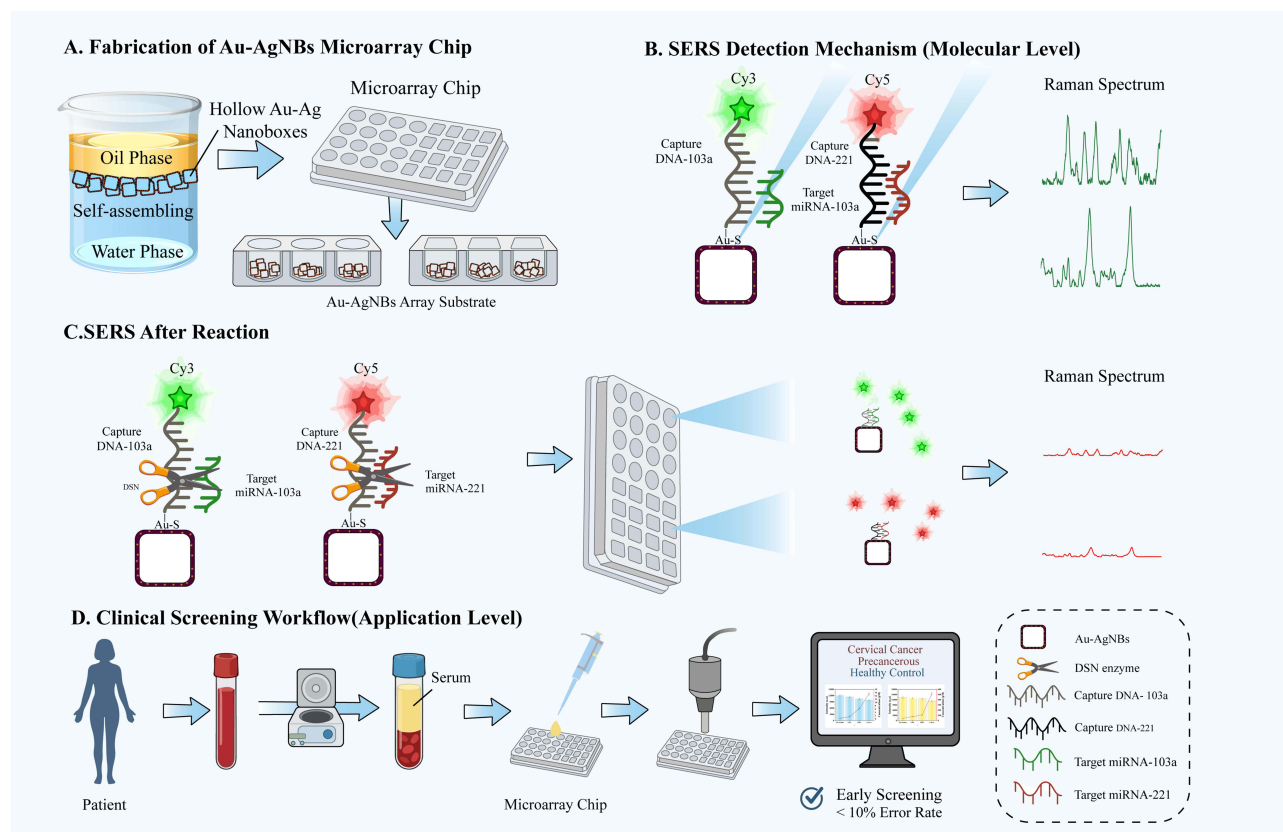 A. Fabrication of Au-AgNBs Microarray Chip
Hollow Au-Ag
Nanoboxes
Oil Phase
Self-assembling
Water Phase
Microarray Chip
Au-AgNBs Array Substrate
B. SERS Detection Mechanism (Molecular Level)
Cy3
Cy5
Capture
DNA-103a
Capture
DNA-221
Target
miRNA-103a
Au-S
Au-S
Raman Spectrum
C.SERS After Reaction
Cy3
Cy5
Capture
DNA-103a
Capture
DNA-221
DSN
Target
miRNA-103a
Target
miRNA-221
Au-S
Au-S
Raman Spectrum
D. Clinical Screening Workflow(Application Level)
Patient
Serum
Microarray Chip
Cervical Cancer
Precancerous
Healthy Control
Early Screening
< 10% Error Rate
Au-AgNBs
DSN enzyme
Capture DNA- 103a
Capture DNA-221
Target miRNA-103a
Target miRNA-221